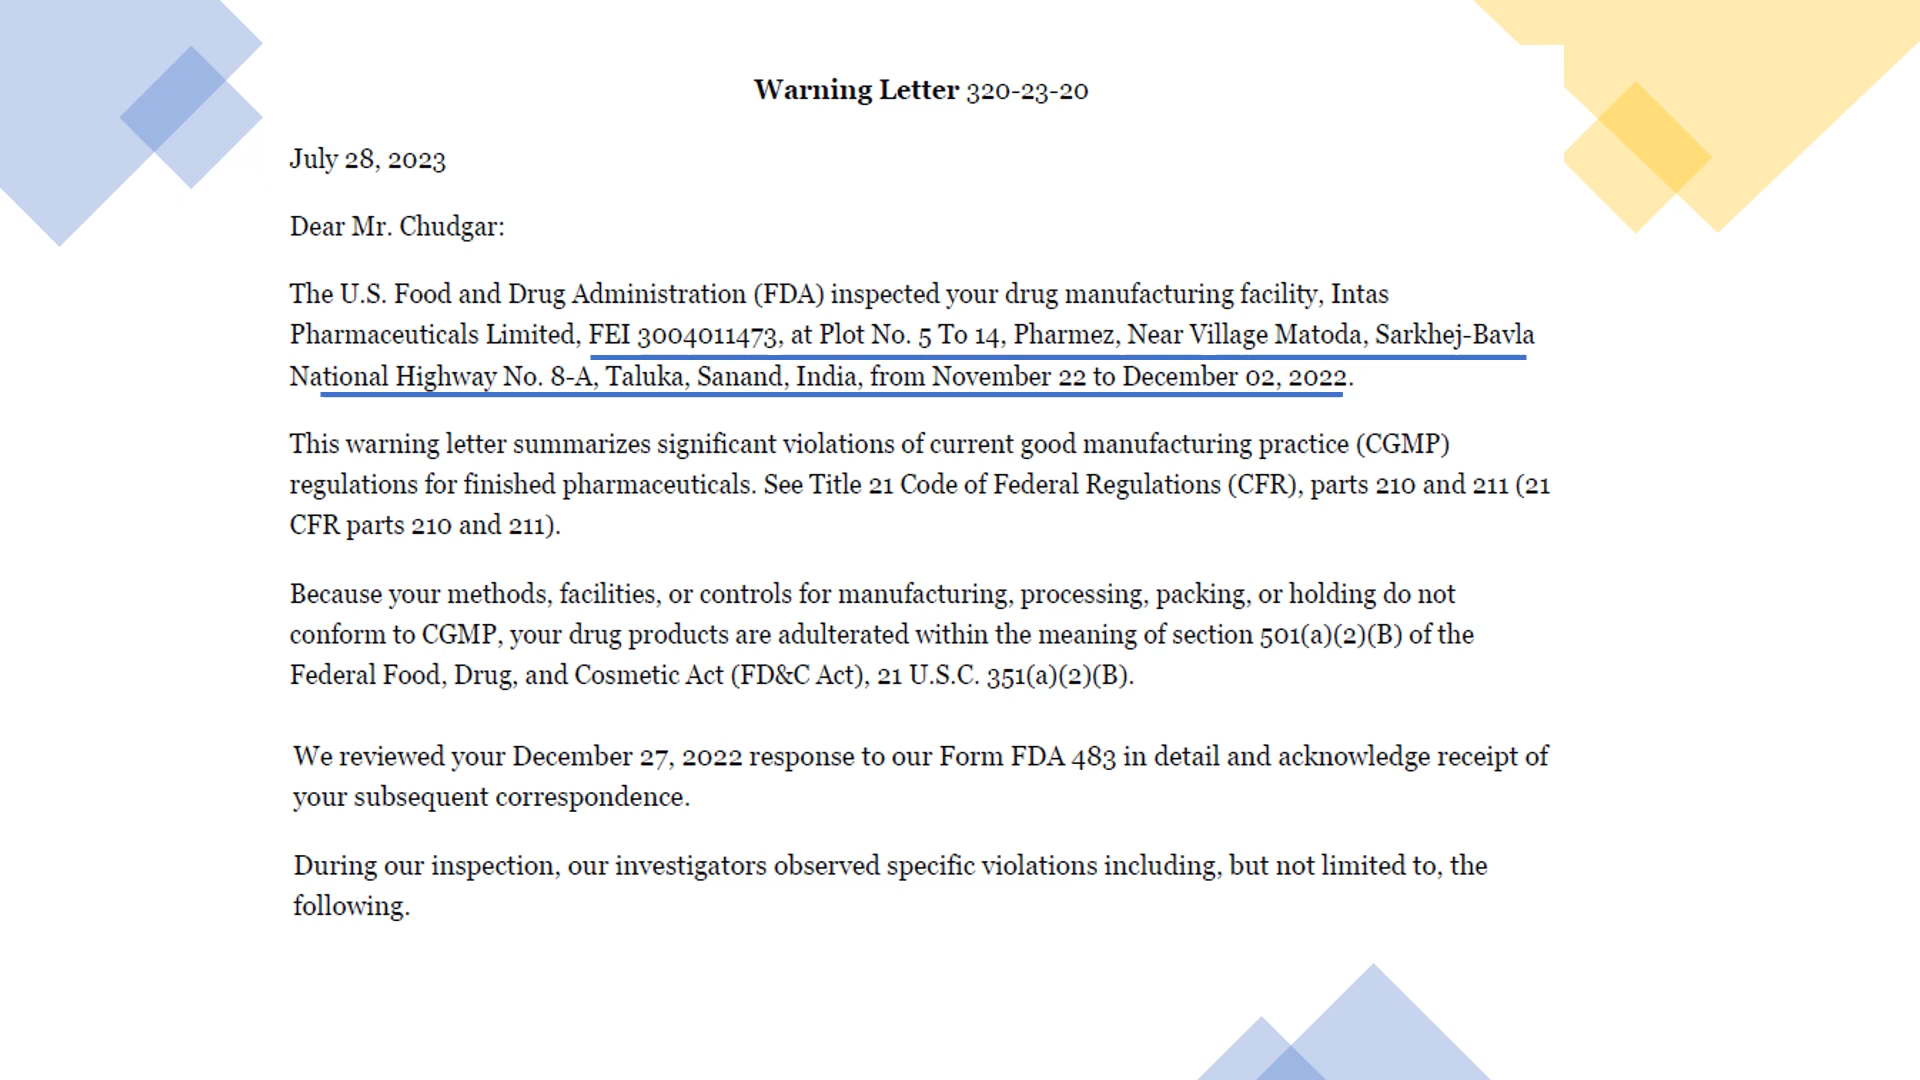 Warning Letter 320-23-20
July 28, 2023
Dear Mr. Chudgar:
The U.S. Food and Drug Administration (FDA) inspected your drug manufacturing facility, Intas
Pharmaceuticals Limited, FEI 3004011473, at Plot No. 5 To 14, Pharmez, Near Village Matoda, Sarkhej-Bavla
National Highway No. 8-A, Taluka, Sanand, India, from November 22 to December 02, 2022.
This warning letter summarizes significant violations of current good manufacturing practice (CGMP)
regulations for finished pharmaceuticals. See Title 21 Code of Federal Regulations (CFR), parts 210 and 211 (21
CFR parts 210 and 211).
Because your methods, facilities, or controls for manufacturing, processing, packing, or holding do not
conform to CGMP, your drug products are adulterated within the meaning of section 501(a)(2)(B) of the
Federal Food, Drug, and Cosmetic Act (FD&C Act), 21 U.S.C. 351(a)(2)(B).
We reviewed your December 27, 2022 response to our Form FDA 483 in detail and acknowledge receipt of
your subsequent correspondence.
During our inspection, our investigators observed specific violations including, but not limited to, the
following.